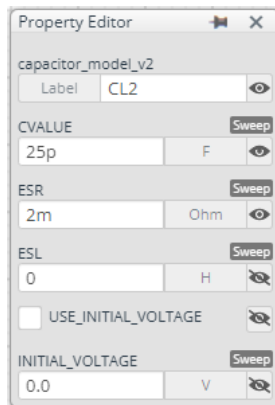 Property Editor
capacitor_model_v2
Label CL2
CVALUE Sweep
25p F
ESR Sweep
2m Ohm
ESL Sweep
0 H
USE_INITIAL_VOLTAGE
INITIAL_VOLTAGE Sweep
0.0 V